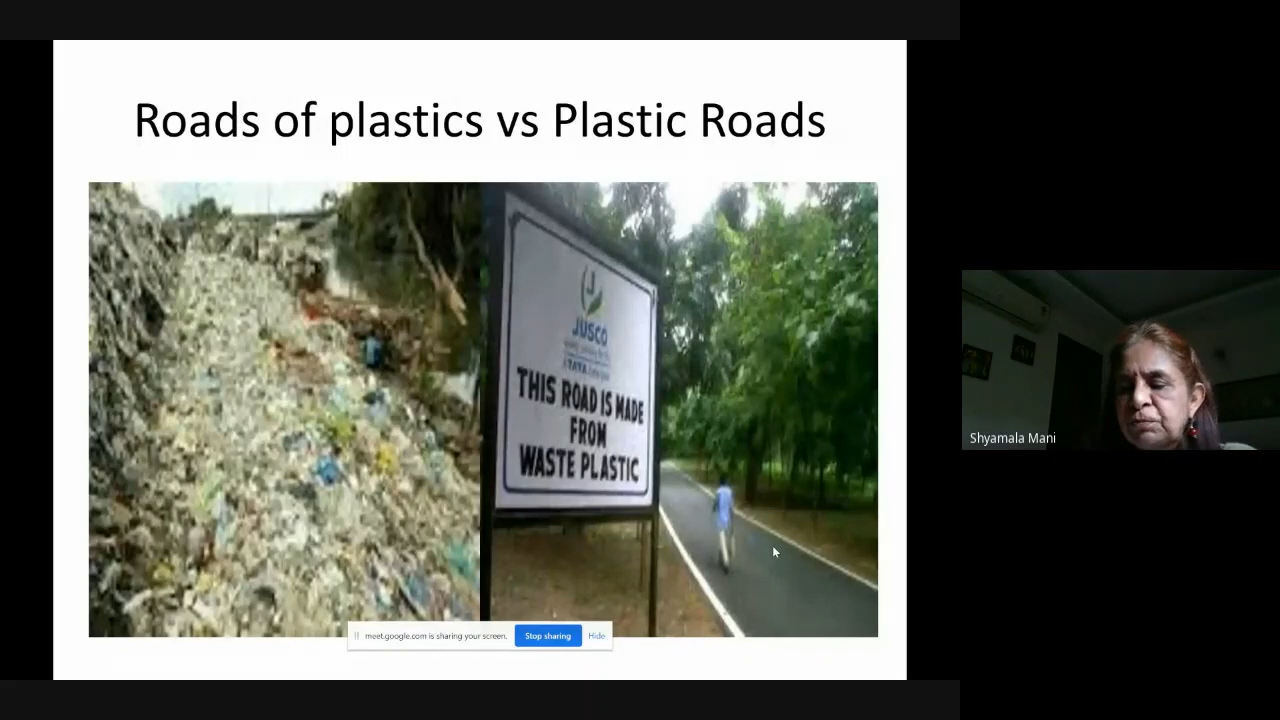 Roads of plastics vs Plastic Roads
JUSCO
TATA
THIS ROAD IS MADE
FROM
WASTE PLASTIC
meet.google.com is sharing your screen.
Stop sharing
Hide
Shyamala Mani